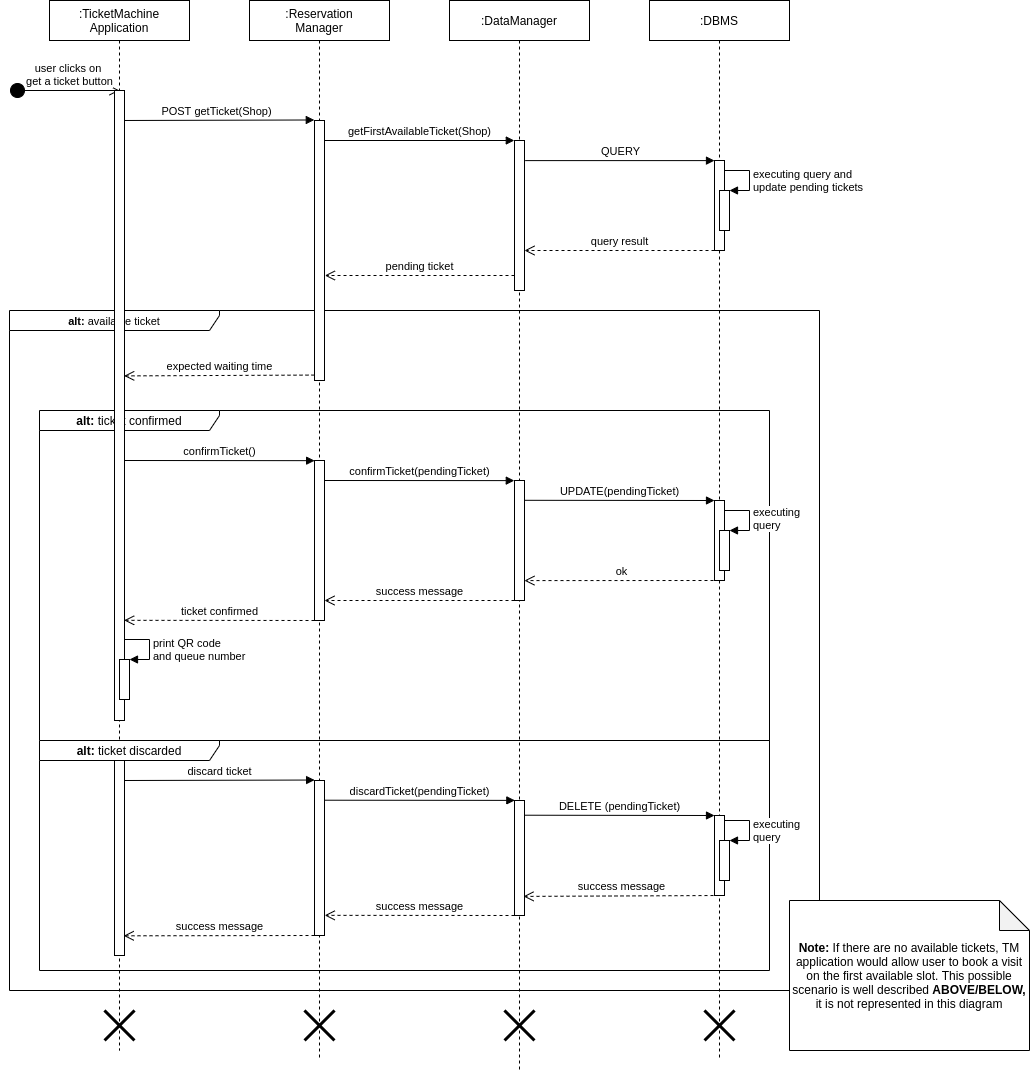 :TicketMachine
Application
:Reservation
Manager
:DataManager
:DBMS
user clicks on
get a ticket button
POST getTicket(Shop)
getFirstAvailableTicket(Shop)
QUERY
executing query and
update pending tickets
query result
pending ticket
alt: available ticket
expected waiting time
alt: ticket confirmed
confirmTicket()
confirmTicket(pendingTicket)
UPDATE(pendingTicket)
executing
query
ok
success message
ticket confirmed
print QR code
and queue number
alt: ticket discarded
discard ticket
discardTicket(pendingTicket)
DELETE (pendingTicket)
executing
query
success message
success message
success message
Note: If there are no available tickets, TM
application would allow user to book a visit
on the first available slot. This possible
scenario is well described ABOVE/BELOW,
it is not represented in this diagram